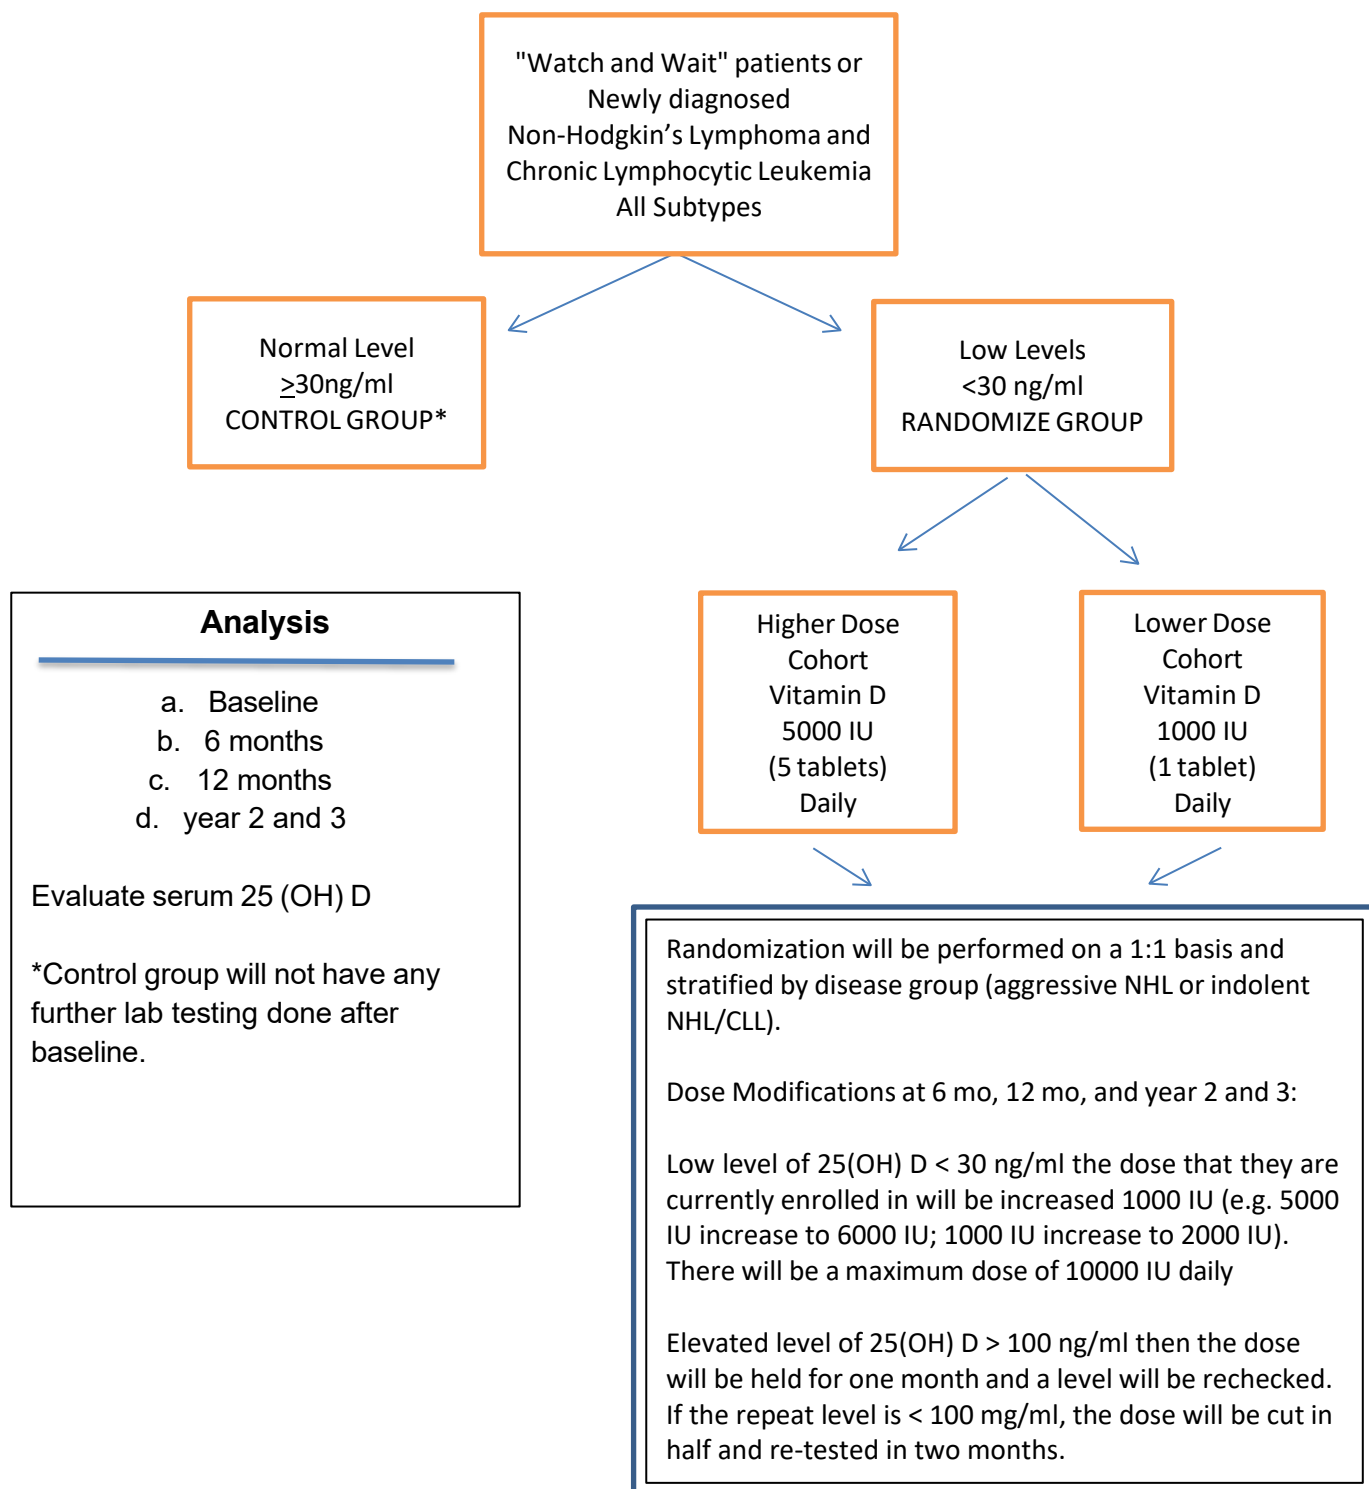 "Watch and Wait" patients or
Newly diagnosed
Non-Hodgkin’s Lymphoma and
Chronic Lymphocytic Leukemia
All Subtypes
Normal Level
≥30ng/ml
CONTROL GROUP*
Low Levels
<30 ng/ml
RANDOMIZE GROUP
Higher Dose
Cohort
Vitamin D
5000 IU
(5 tablets)
Daily
Lower Dose
Cohort
Vitamin D
1000 IU
(1 tablet)
Daily
Analysis
a. Baseline
b. 6 months
c. 12 months
d. year 2 and 3
Evaluate serum 25 (OH) D
*Control group will not have any
further lab testing done after
baseline.
Randomization will be performed on a 1:1 basis and
stratified by disease group (aggressive NHL or indolent
NHL/CLL).
Dose Modifications at 6 mo, 12 mo, and year 2 and 3:
Low level of 25(OH) D < 30 ng/ml the dose that they are
currently enrolled in will be increased 1000 IU (e.g. 5000
IU increase to 6000 IU; 1000 IU increase to 2000 IU).
There will be a maximum dose of 10000 IU daily
Elevated level of 25(OH) D > 100 ng/ml then the dose
will be held for one month and a level will be rechecked.
If the repeat level is < 100 mg/ml, the dose will be cut in
half and re-tested in two months.